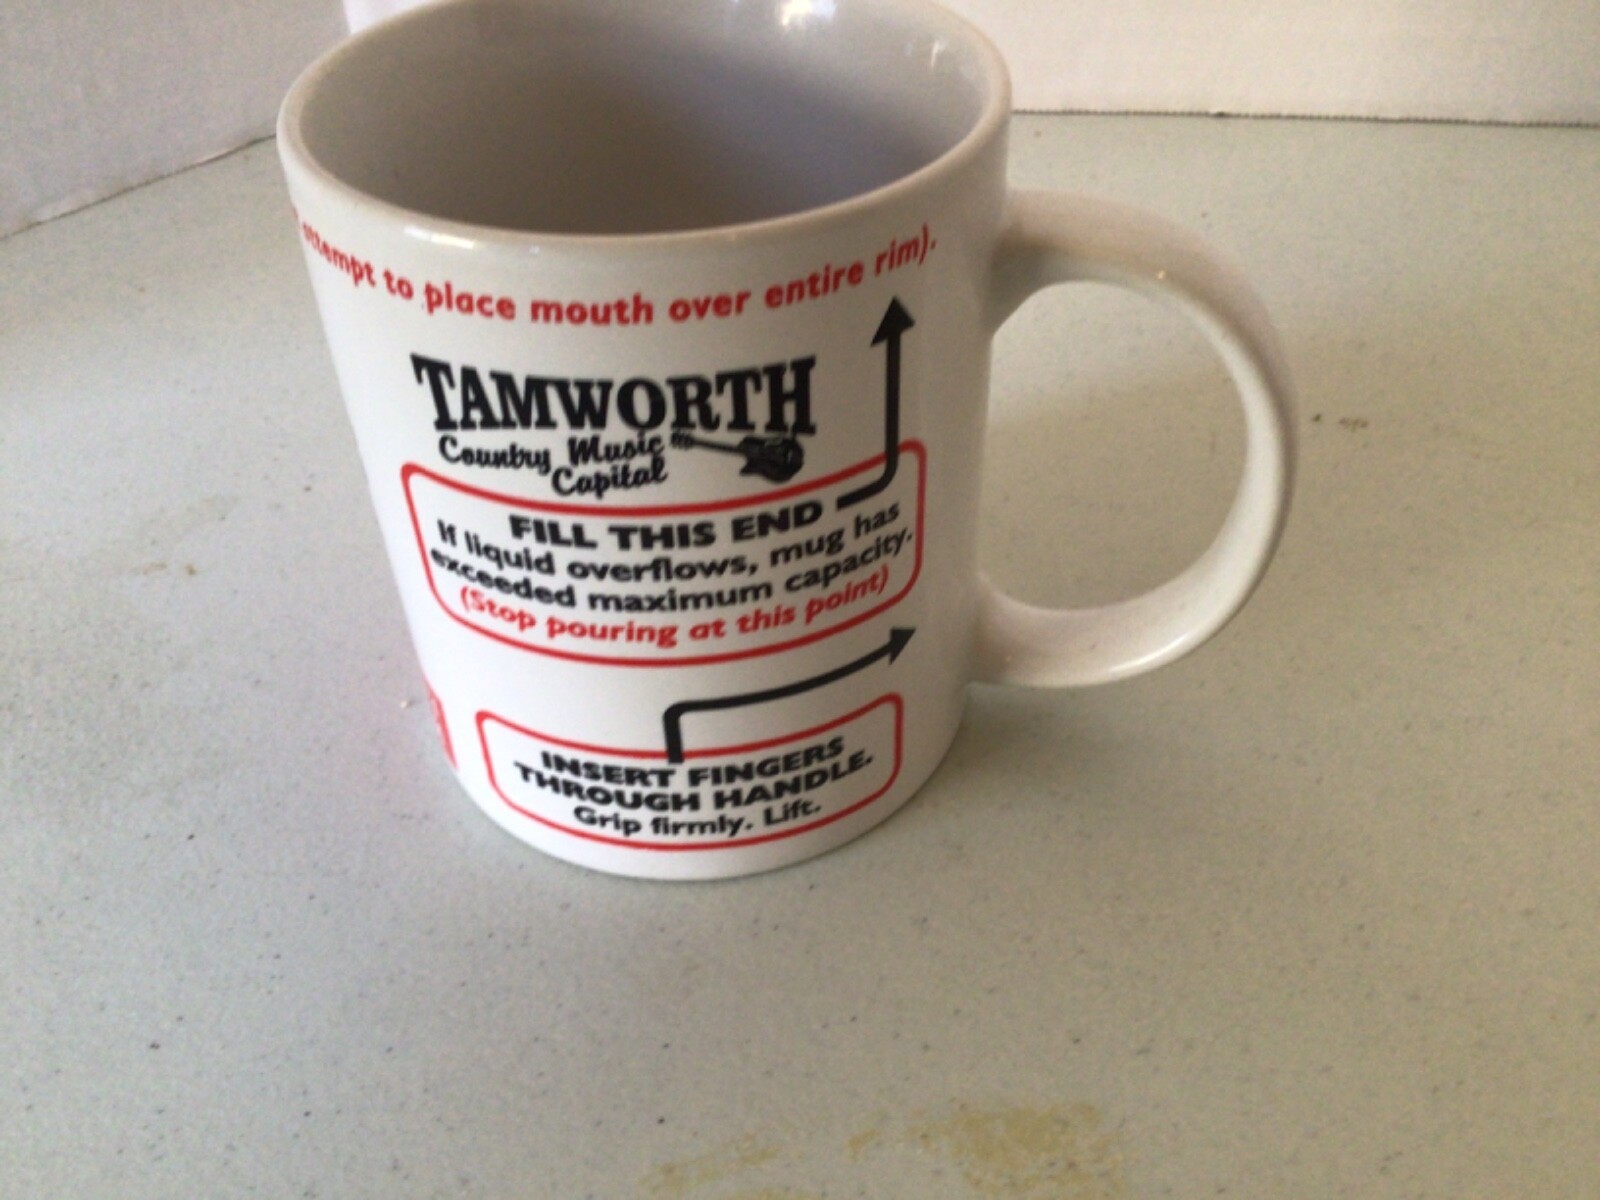 attempt to place mouth over entire rim).
TAMWORTH
Country Music
Capital
FILL THIS END
If liquid overflows, mug has
exceeded maximum capacity.
(Stop pouring at this point)
INSERT FINGERS
THROUGH HANDLE.
Grip firmly. Lift.